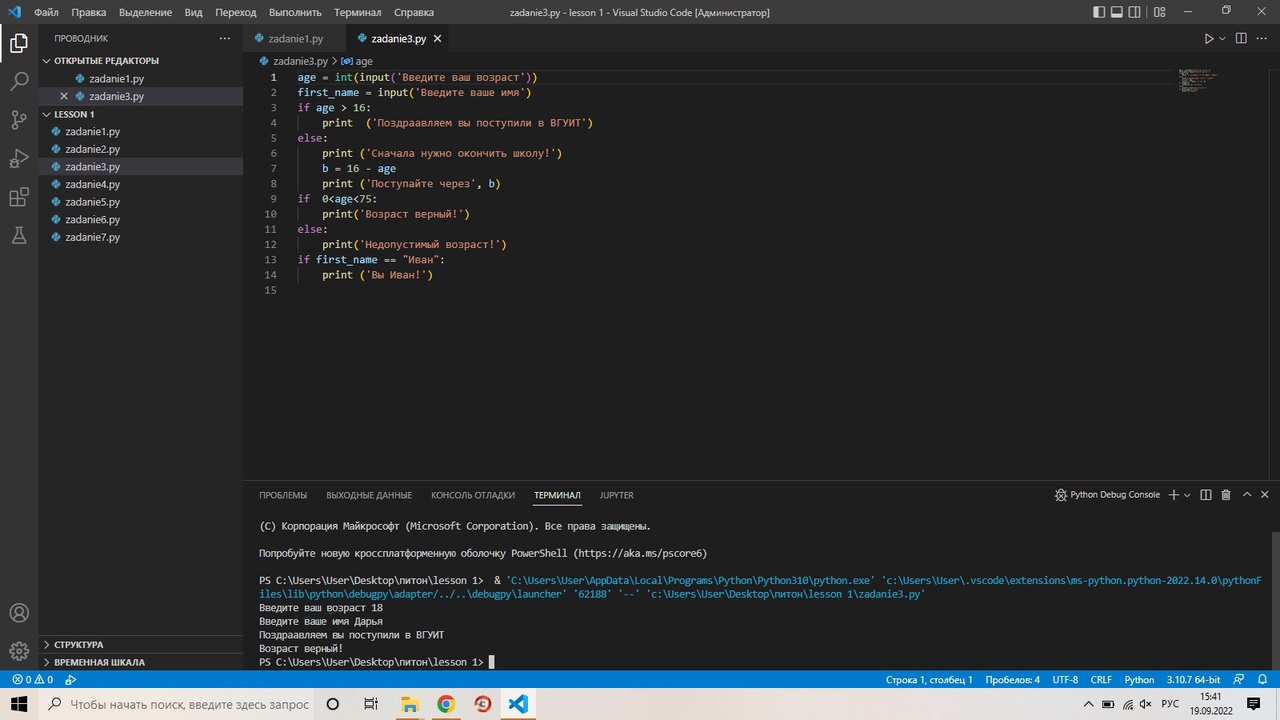 Файл Правка Выделение Вид Переход Выполнить Терминал Справка zadanie3.py - lesson 1 - Visual Studio Code [Администратор]
ПРОВОДНИК ...
zadanie1.py zadanie3.py
ОТКРЫТЫЕ РЕДАКТОРЫ
zadanie1.py
zadanie3.py
LESSON 1
zadanie1.py
zadanie2.py
zadanie3.py
zadanie4.py
zadanie5.py
zadanie6.py
zadanie7.py
СТРУКТУРА
ВРЕМЕННАЯ ШКАЛА
zadanie3.py > age
1 age = int(input('Введите ваш возраст'))
2 first_name = input('Введите ваше имя')
3 if age > 16:
4 print  ('Поздраавляем вы поступили в ВГУИТ')
5 else:
6 print ('Сначала нужно окончить школу!')
7 b = 16 - age
8 print ('Поступайте через', b)
9 if  0<age<75:
10 print('Возраст верный!')
11 else:
12 print('Недопустимый возраст!')
13 if first_name == "Иван":
14 print ('Вы Иван!')
15
ПРОБЛЕМЫ ВЫХОДНЫЕ ДАННЫЕ КОНСОЛЬ ОТЛАДКИ ТЕРМИНАЛ JUPYTER Python Debug Console
(C) Корпорация Майкрософт (Microsoft Corporation). Все права защищены.
Попробуйте новую кроссплатформенную оболочку PowerShell (https://aka.ms/pscore6)
PS C:\Users\User\Desktop\питон\lesson 1>  & 'C:\Users\User\AppData\Local\Programs\Python\Python310\python.exe' 'c:\Users\User\.vscode\extensions\ms-python.python-2022.14.0\pythonF
iles\lib\python\debugpy\adapter/../..\debugpy\launcher' '62188' '--' 'c:\Users\User\Desktop\питон\lesson 1\zadanie3.py'
Введите ваш возраст 18
Введите ваше имя Дарья
Поздраавляем вы поступили в ВГУИТ
Возраст верный!
PS C:\Users\User\Desktop\питон\lesson 1>
0 0 Строка 1, столбец 1 Пробелов: 4 UTF-8 CRLF Python 3.10.7 64-bit
Чтобы начать поиск, введите здесь запрос РУС 15:41
19.09.2022